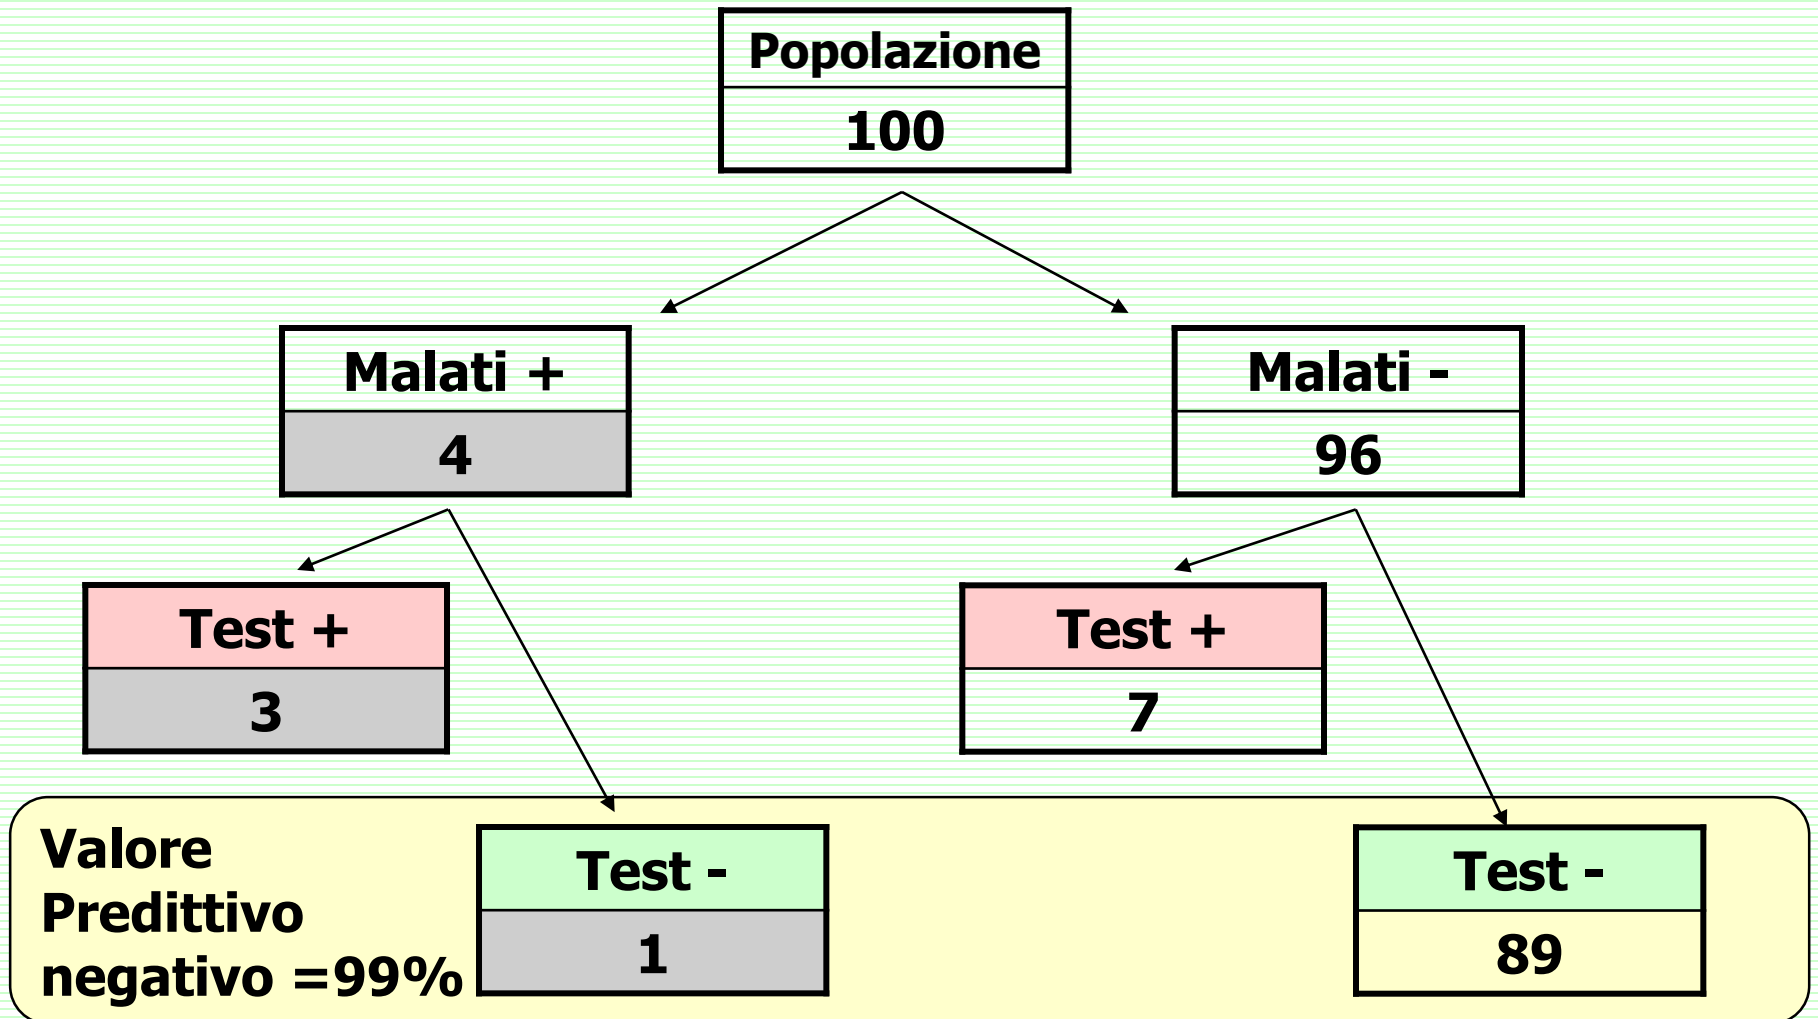 Popolazione
100
Malati +
4
Malati -
96
Test +
3
Test +
7
Valore
Predittivo
negativo =99%
Test -
1
Test -
89